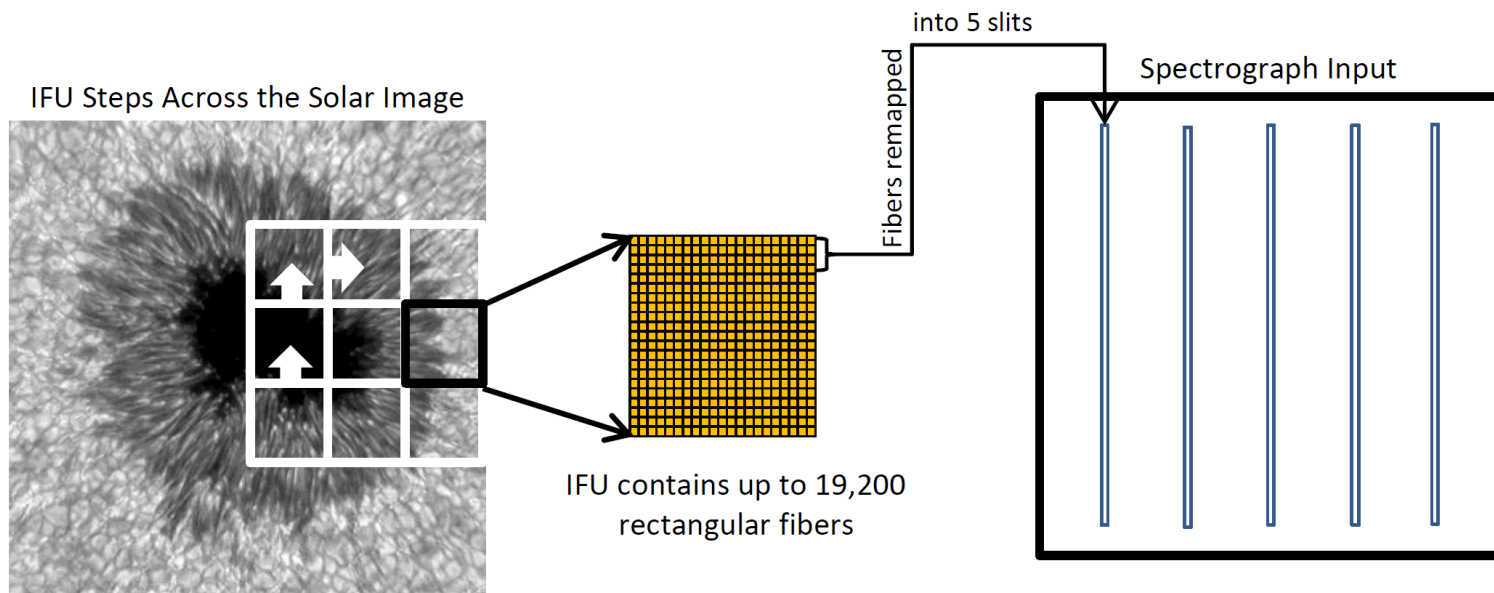 IFU Steps Across the Solar Image
Fibers remapped
into 5 slits
Spectrograph Input
IFU contains up to 19,200
rectangular fibers